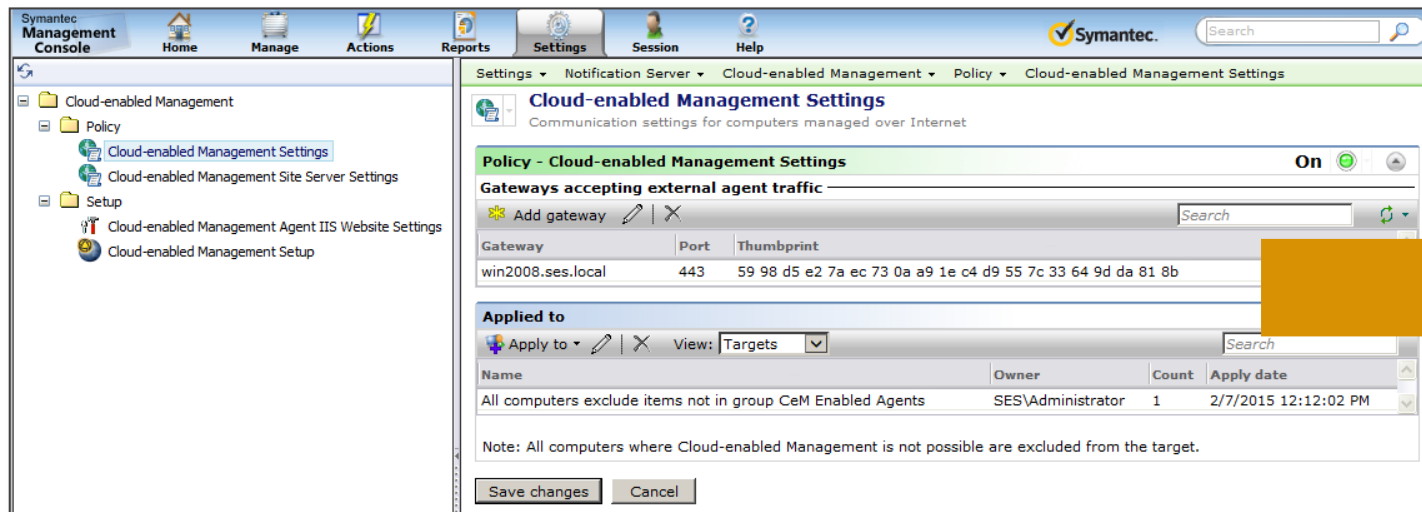 Symantec
Management
Console
Home
Manage
Actions
Reports
Settings
Session
Help
Symantec.
Search
Cloud-enabled Management
Policy
Cloud-enabled Management Settings
Cloud-enabled Management Site Server Settings
Setup
Cloud-enabled Management Agent IIS Website Settings
Cloud-enabled Management Setup
Settings Notification Server Cloud-enabled Management Policy Cloud-enabled Management Settings
Cloud-enabled Management Settings
Communication settings for computers managed over Internet
Policy - Cloud-enabled Management Settings On
Gateways accepting external agent traffic
Add gateway Search
Gateway Port Thumbprint
win2008.ses.local 443 59 98 d5 e2 7a ec 73 0a a9 1e c4 d9 55 7c 33 64 9d da 81 8b
Applied to
Apply to View: Targets Search
Name Owner Count Apply date
All computers exclude items not in group CeM Enabled Agents SES\Administrator 1 2/7/2015 12:12:02 PM
Note: All computers where Cloud-enabled Management is not possible are excluded from the target.
Save changes Cancel